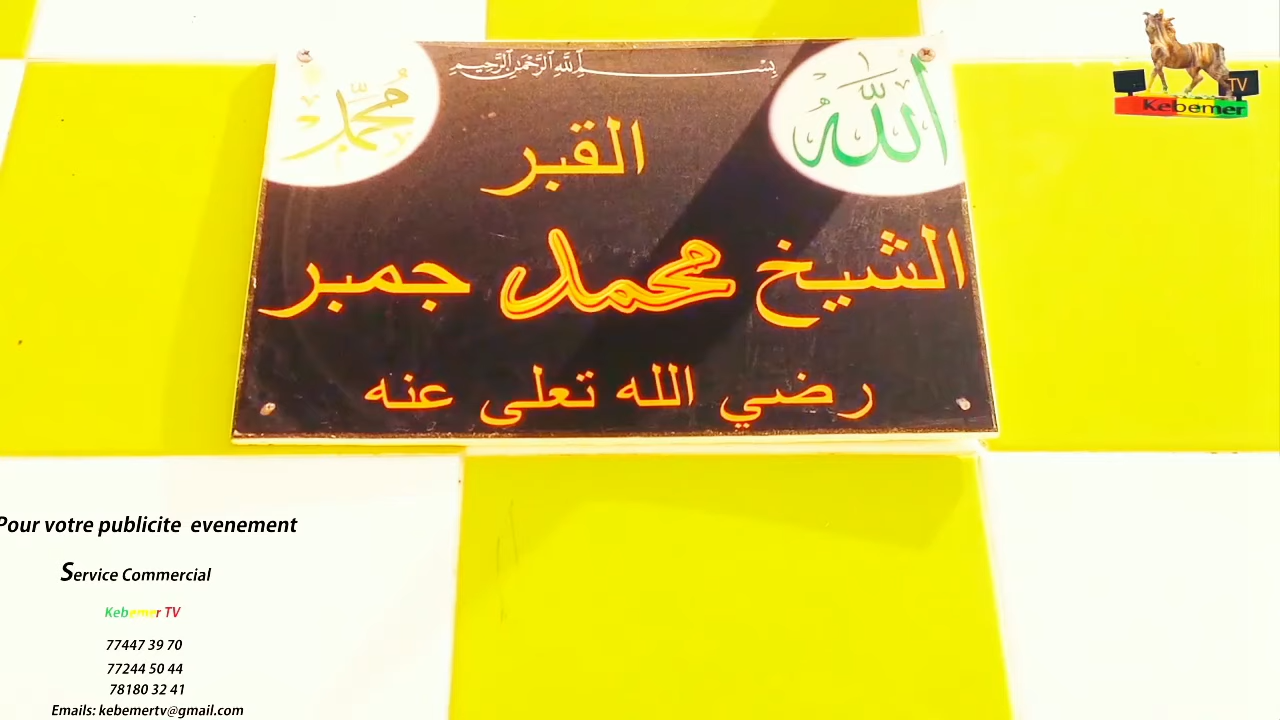 بسم الله الرحمن الرحيم
الله
محمد
القبر
الشيخ محمد جمبر
رضي الله تعلى عنه
TV
Kebemer
Pour votre publicite evenement
Service Commercial
Kebemer TV
77447 39 70
77244 50 44
78180 32 41
Emails: kebemertv@gmail.com